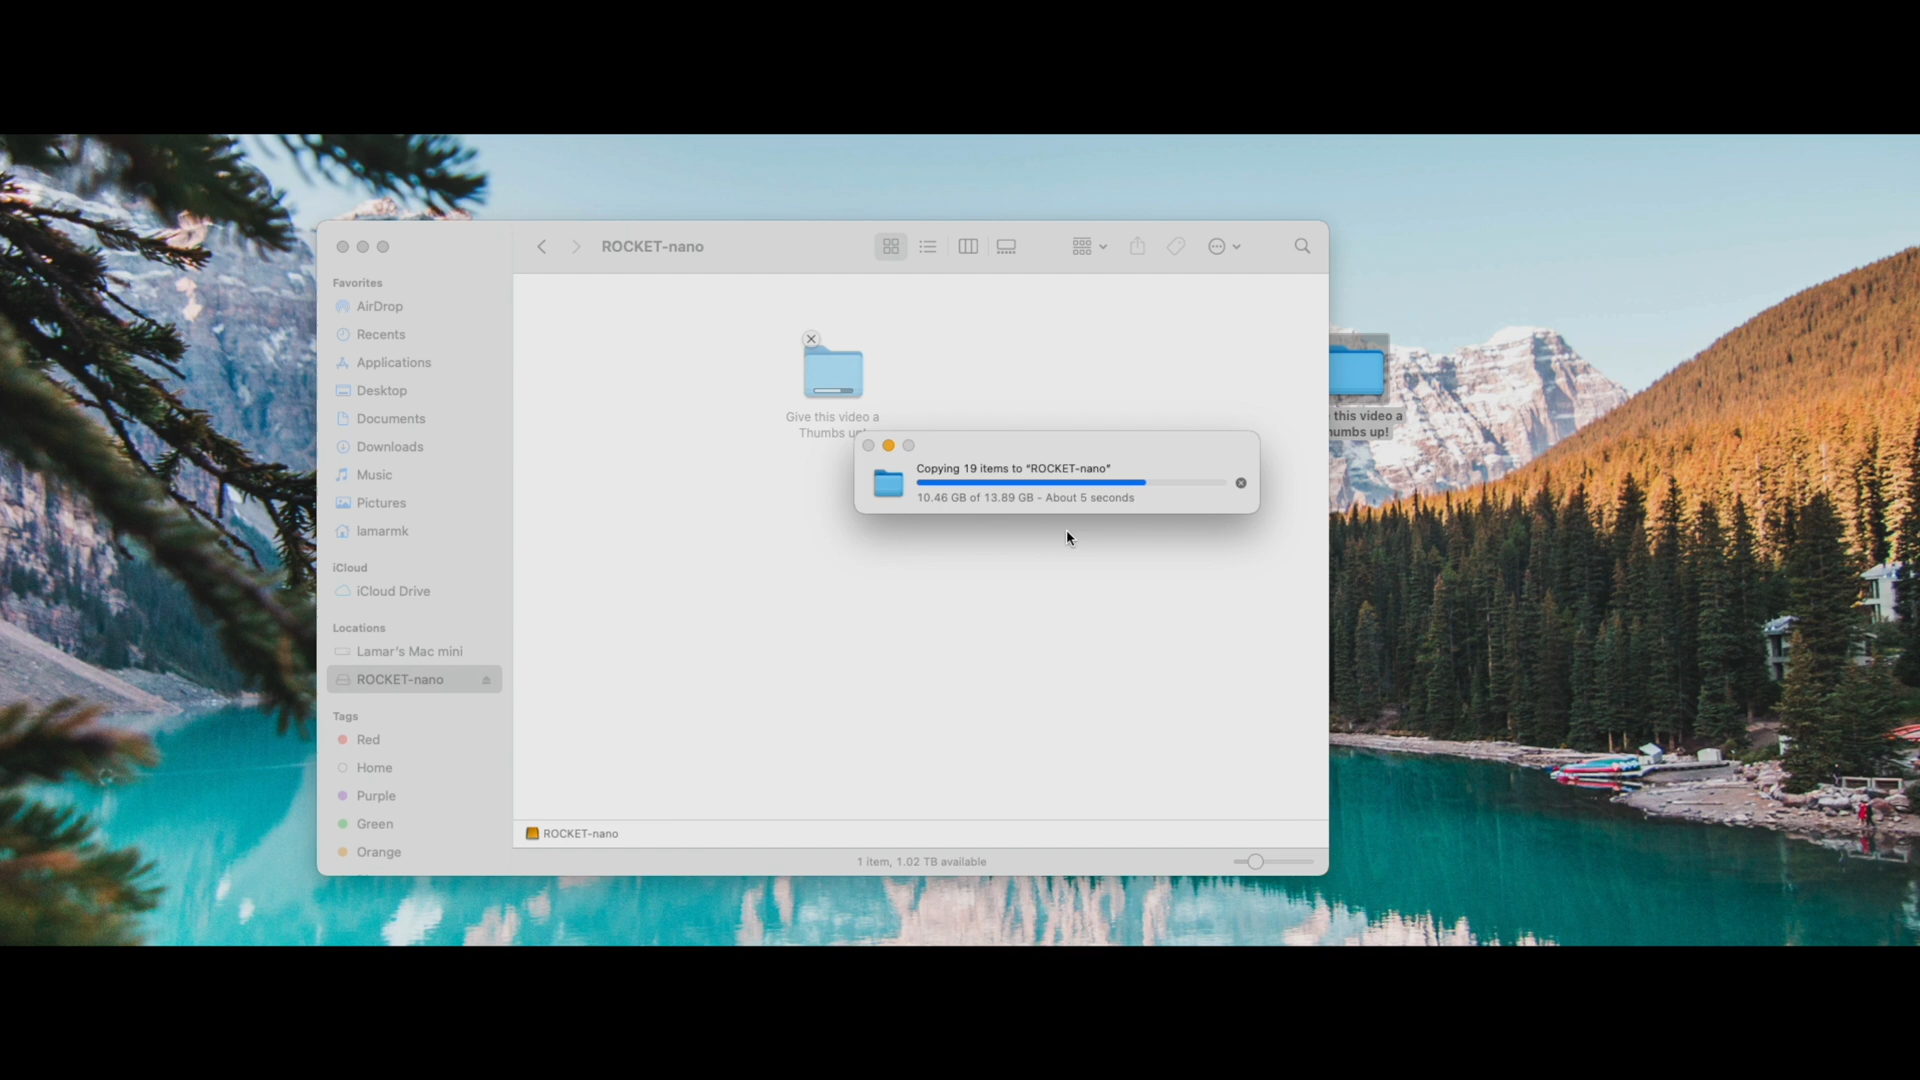 ROCKET-nano
Favorites
AirDrop
Recents
Applications
Desktop
Documents
Downloads
Music
Pictures
lamarmk
iCloud
iCloud Drive
Locations
Lamar's Mac mini
ROCKET-nano
Tags
Red
Home
Purple
Green
Orange
Give this video a
Thumbs up!
Copying 19 items to “ROCKET-nano”
10.46 GB of 13.89 GB - About 5 seconds
this video a
humbs up!
ROCKET-nano
1 item, 1.02 TB available